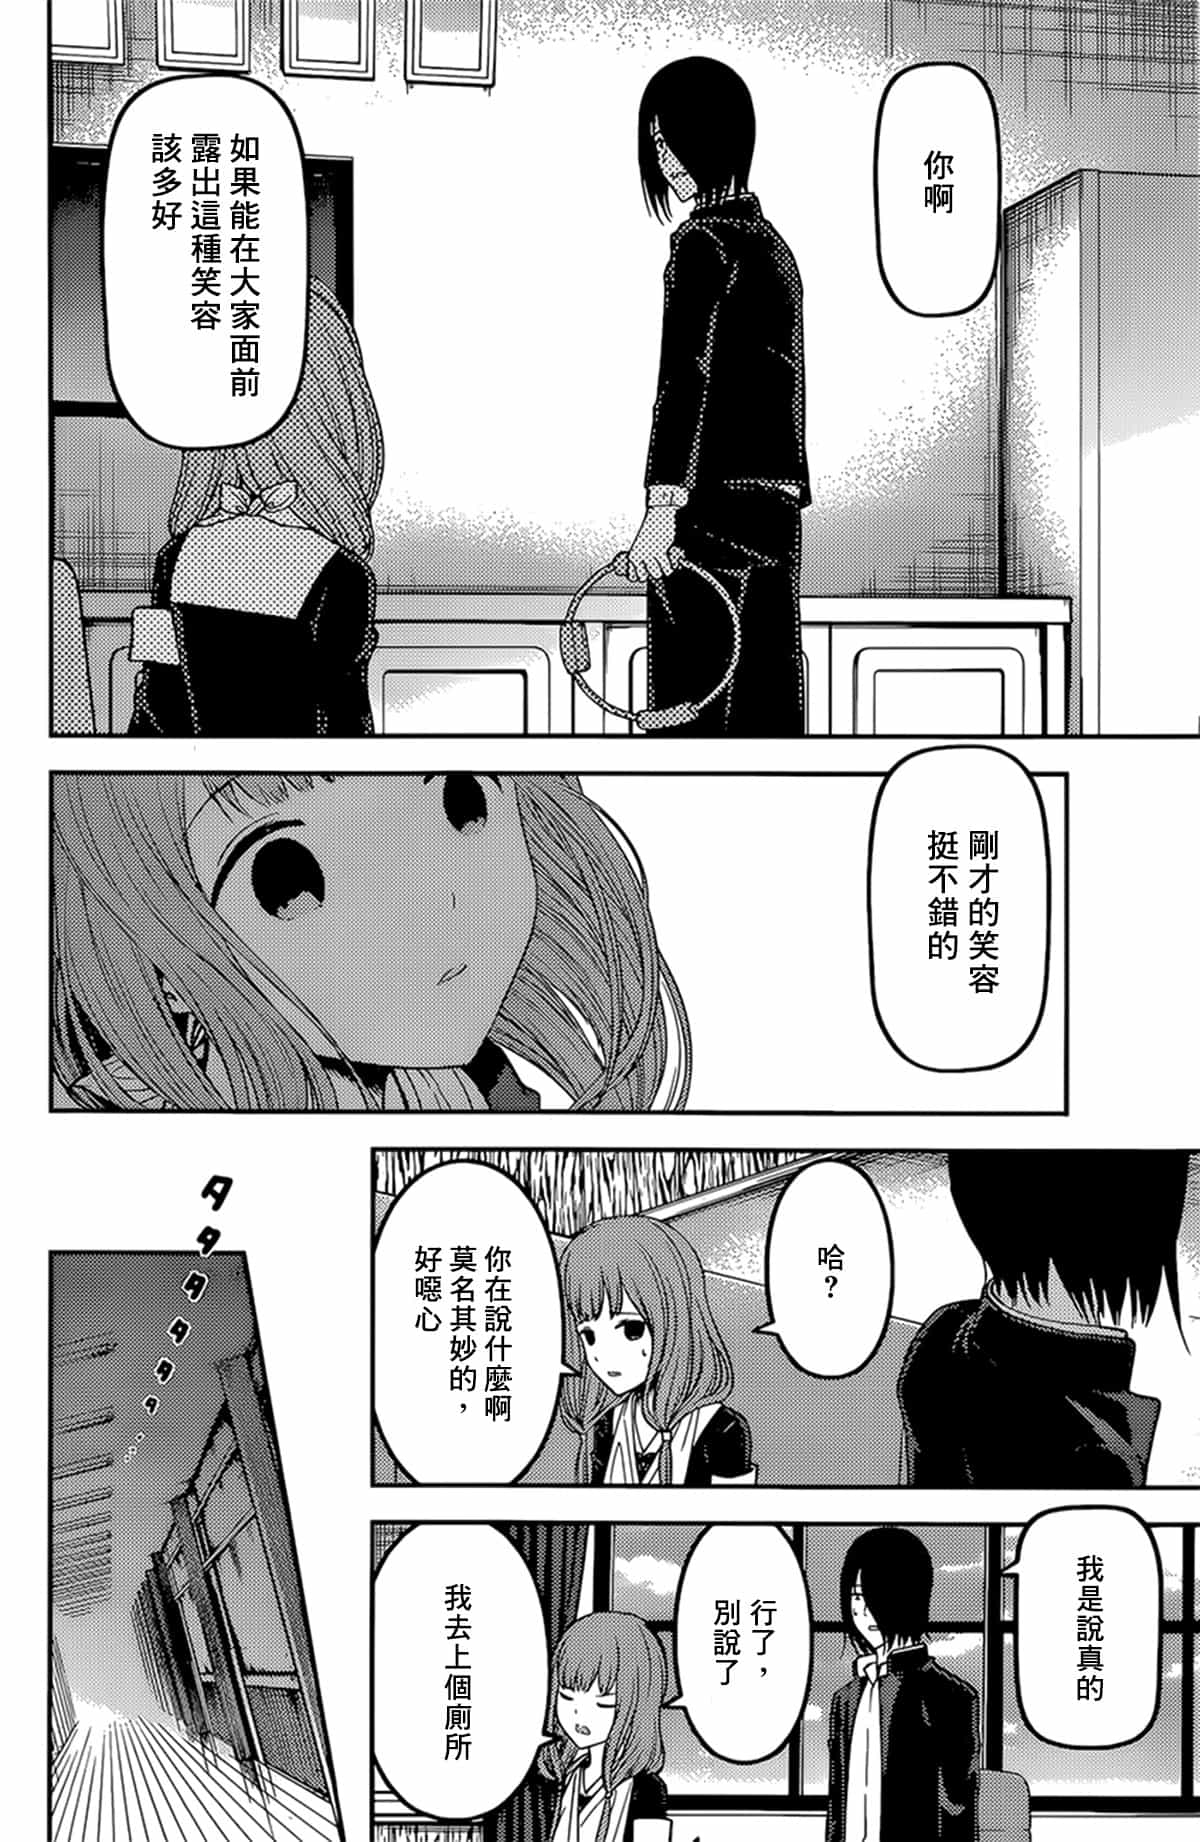 你啊
如果能在大家面前
露出這種笑容
該多好
剛才的笑容
挺不錯的
哈？
你在說什麼啊
莫名其妙的，
好噁心
我是說真的
行了，
別說了
我去上個廁所
タタタタタ